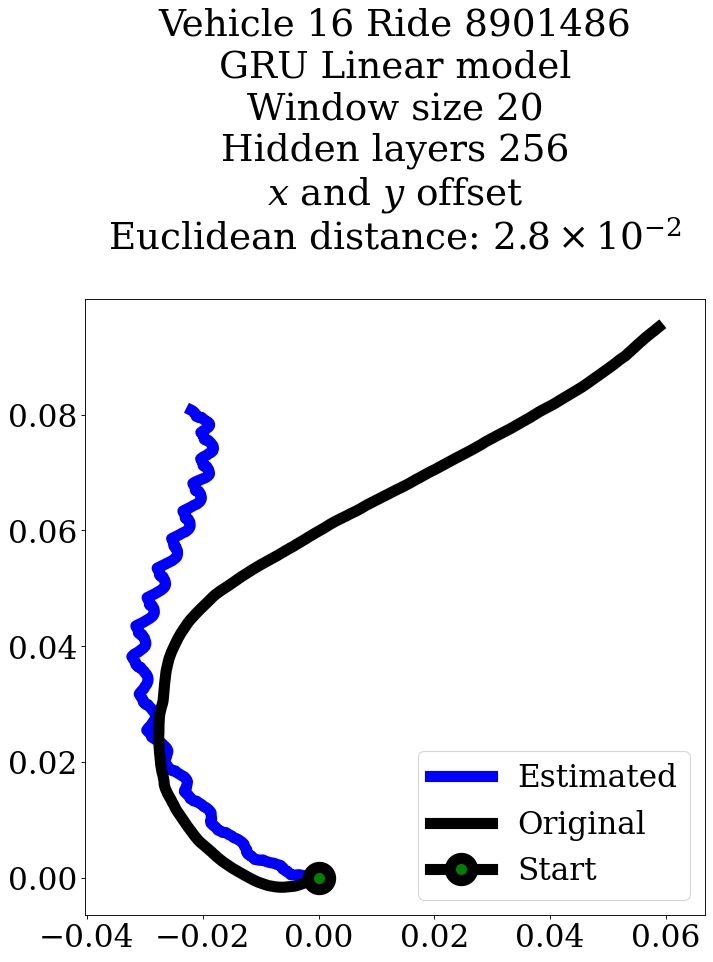 Vehicle 16 Ride 8901486
GRU Linear model
Window size 20
Hidden layers 256
x and y offset
Euclidean distance: 2.8 × 10⁻²
0.08
0.06
0.04
0.02
0.00
−0.04 −0.02 0.00 0.02 0.04 0.06
Estimated
Original
Start